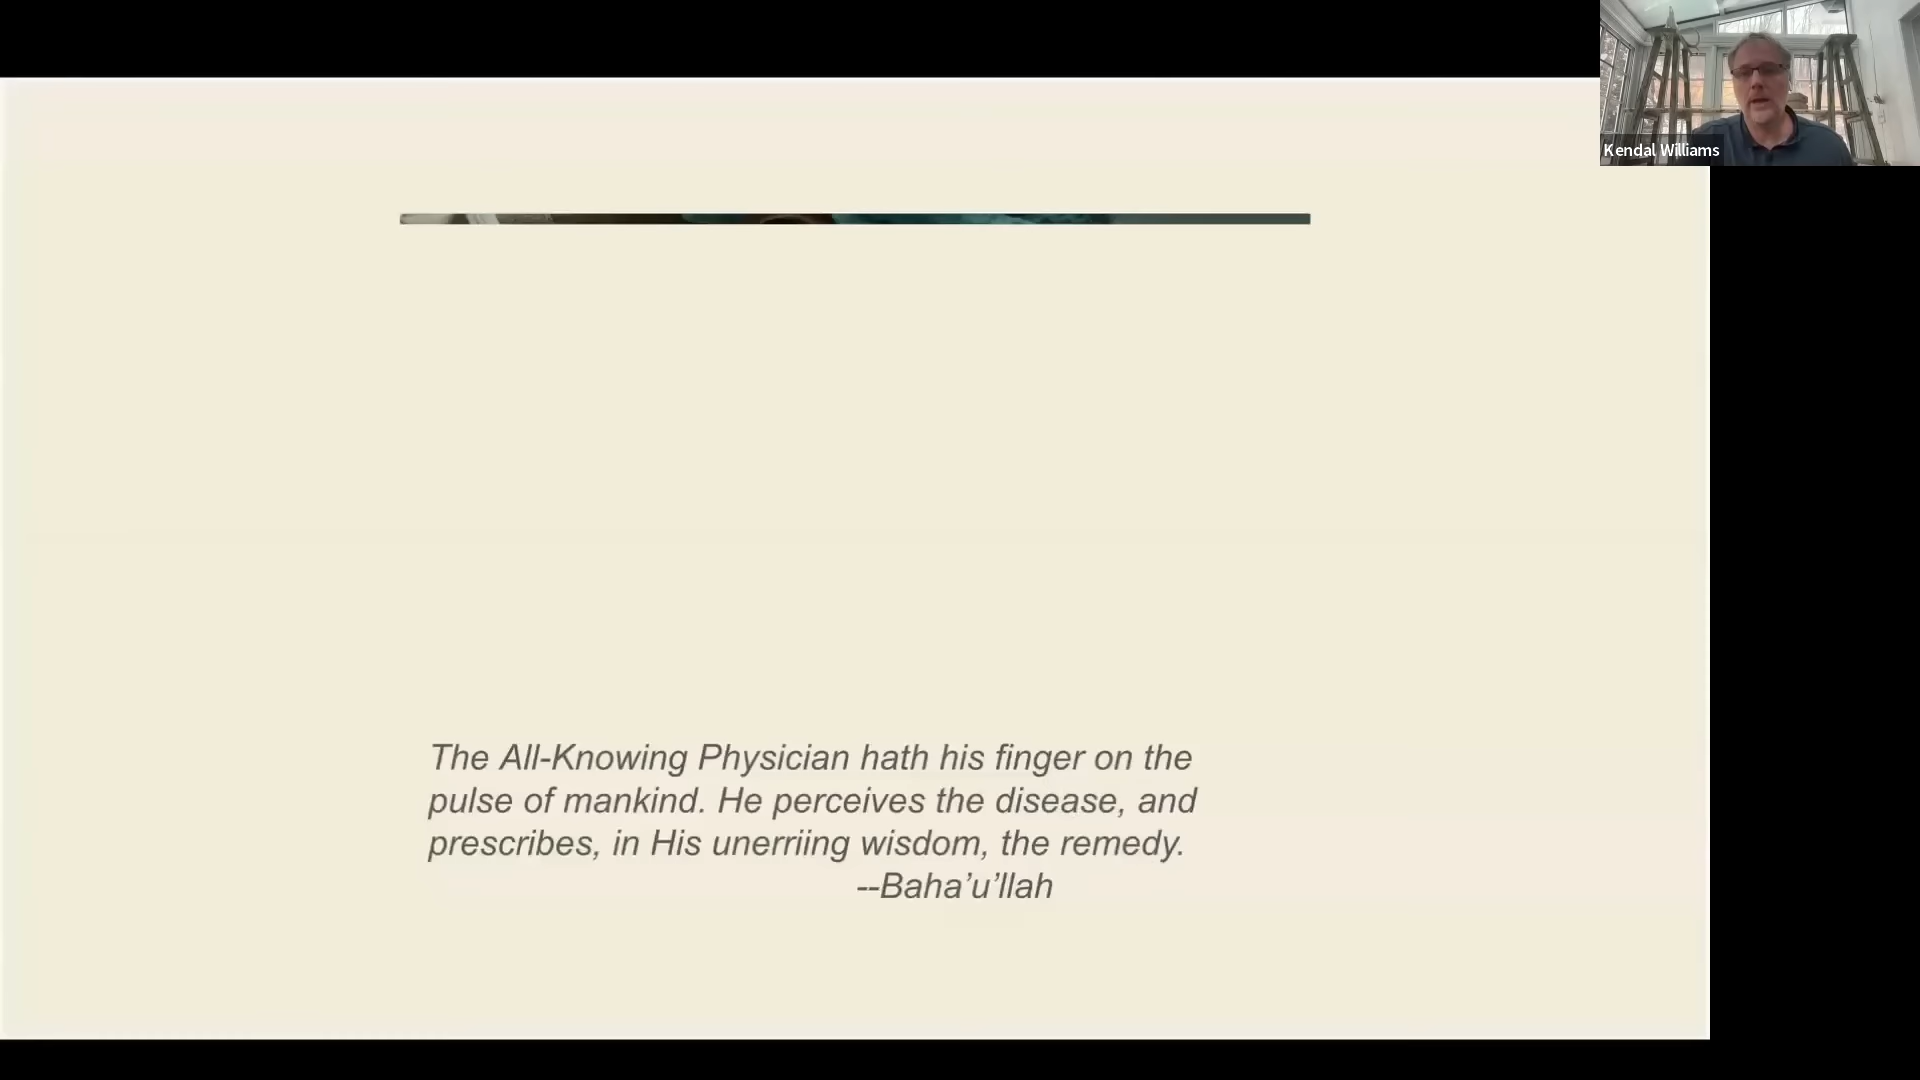 Kendal Williams
The All-Knowing Physician hath his finger on the
pulse of mankind. He perceives the disease, and
prescribes, in His unerriing wisdom, the remedy.
--Baha’u’llah